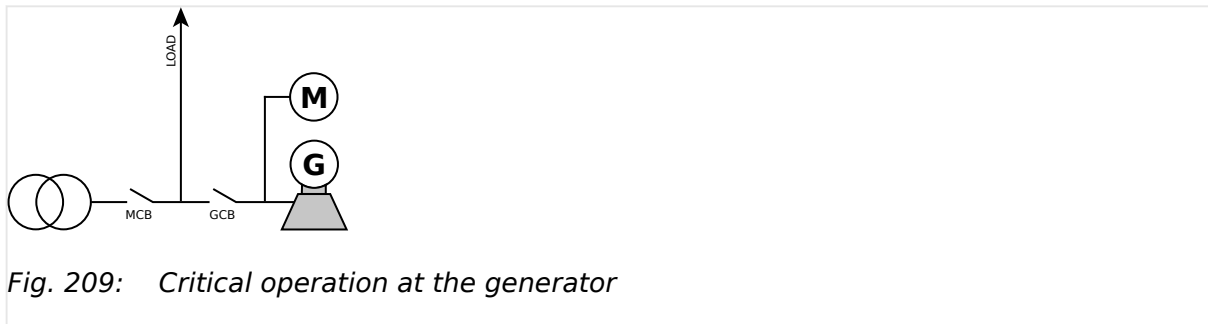 LOAD
M
G
MCB
GCB
Fig. 209: Critical operation at the generator